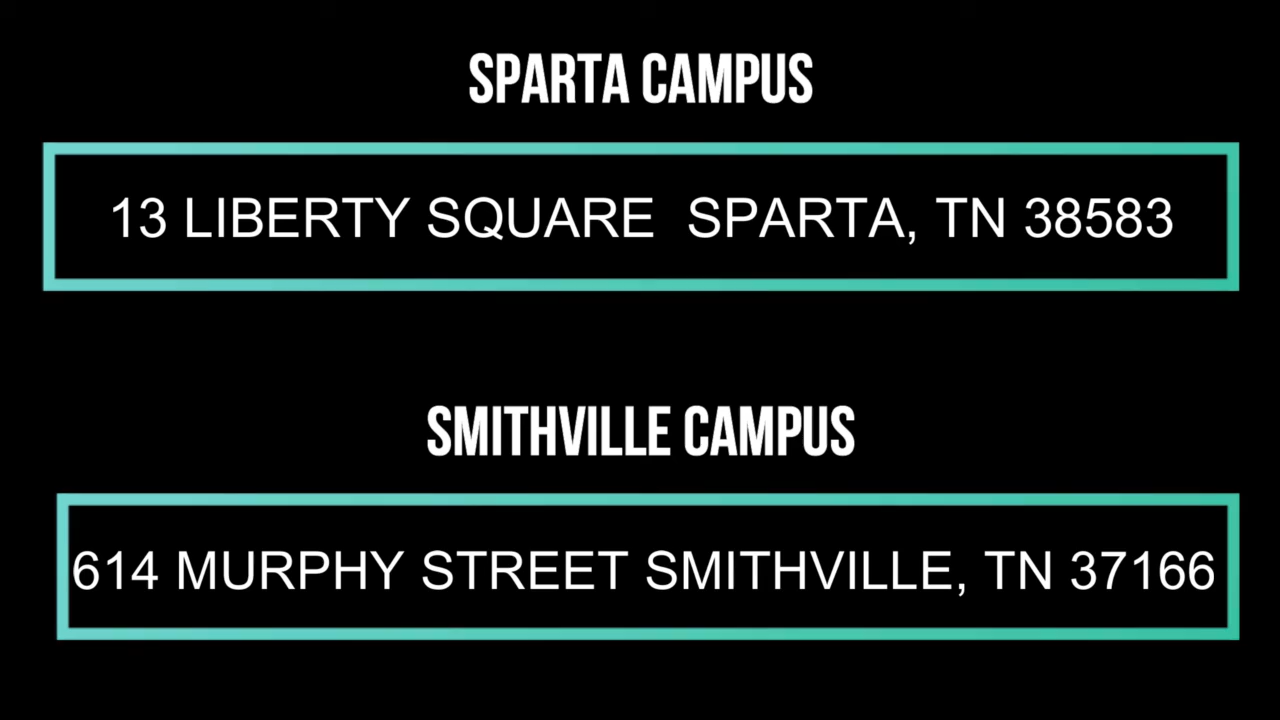 SPARTA CAMPUS
13 LIBERTY SQUARE  SPARTA, TN 38583
SMITHVILLE CAMPUS
614 MURPHY STREET SMITHVILLE, TN 37166